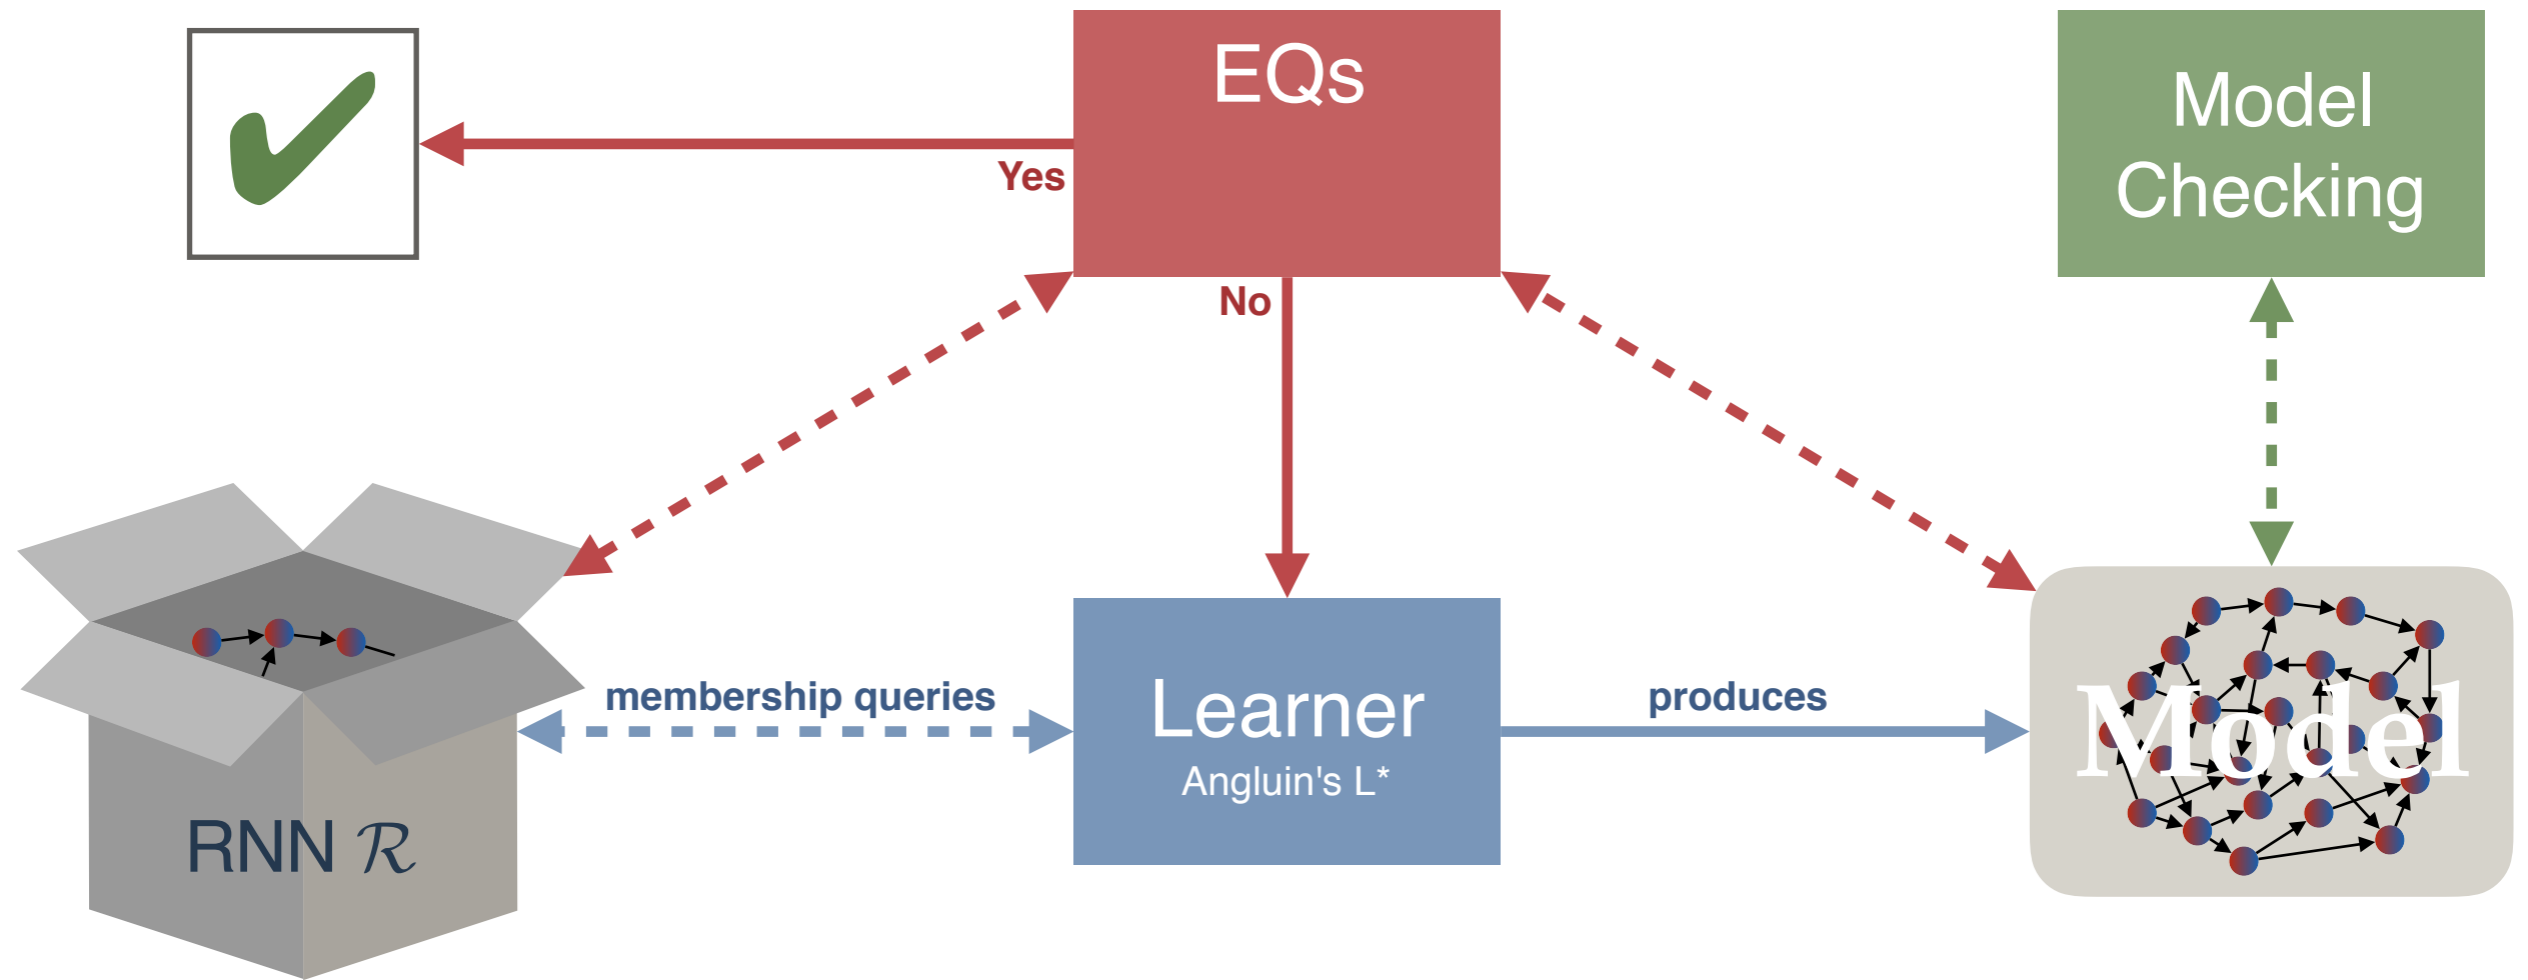 EQs
Model
Checking
Yes
No
membership queries
Learner
Angluin's L*
produces
Model
RNN ℛ